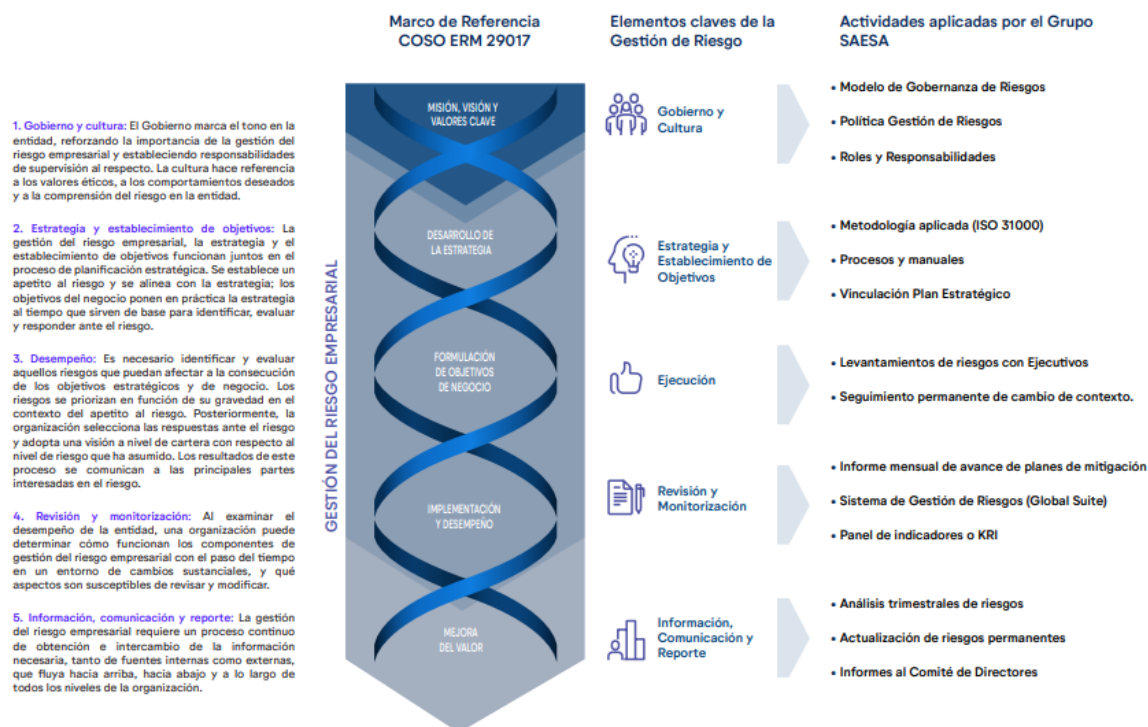 Marco de Referencia
COSO ERM 29017
Elementos claves de la
Gestión de Riesgo
Actividades aplicadas por el Grupo
SAESA
1. Gobierno y cultura: El Gobierno marca el tono en la
entidad, reforzando la importancia de la gestión del
riesgo empresarial y estableciendo responsabilidades
de supervisión al respecto. La cultura hace referencia
a los valores éticos, a los comportamientos deseados
y a la comprensión del riesgo en la entidad.
2. Estrategia y establecimiento de objetivos: La
gestión del riesgo empresarial, la estrategia y el
establecimiento de objetivos funcionan juntos en el
proceso de planificación estratégica. Se establece un
apetito al riesgo y se alinea con la estrategia; los
objetivos del negocio ponen en práctica la estrategia
al tiempo que sirven de base para identificar, evaluar
y responder ante el riesgo.
3. Desempeño: Es necesario identificar y evaluar
aquellos riesgos que puedan afectar a la consecución
de los objetivos estratégicos y de negocio. Los
riesgos se priorizan en función de su gravedad en el
contexto del apetito al riesgo. Posteriormente, la
organización selecciona las respuestas ante el riesgo
y adopta una visión a nivel de cartera con respecto al
nivel de riesgo que ha asumido. Los resultados de este
proceso se comunican a las principales partes
interesadas en el riesgo.
4. Revisión y monitorización: Al examinar el
desempeño de la entidad, una organización puede
determinar cómo funcionan los componentes de
gestión del riesgo empresarial con el paso del tiempo
en un entorno de cambios sustanciales, y qué
aspectos son susceptibles de revisar y modificar.
5. Información, comunicación y reporte: La gestión
del riesgo empresarial requiere un proceso continuo
de obtención e intercambio de la información
necesaria, tanto de fuentes internas como externas,
que fluya hacia arriba, hacia abajo y a lo largo de
todos los niveles de la organización.
GESTIÓN DEL RIESGO EMPRESARIAL
MISIÓN, VISIÓN Y
VALORES CLAVE
DESARROLLO DE
LA ESTRATEGIA
FORMULACIÓN
DE OBJETIVOS
DE NEGOCIO
IMPLEMENTACIÓN
Y DESEMPEÑO
MEJORA
DEL VALOR
Gobierno y
Cultura
• Modelo de Gobernanza de Riesgos
• Política Gestión de Riesgos
• Roles y Responsabilidades
Estrategia y
Establecimiento de
Objetivos
• Metodología aplicada (ISO 31000)
• Procesos y manuales
• Vinculación Plan Estratégico
Ejecución
• Levantamientos de riesgos con Ejecutivos
• Seguimiento permanente de cambio de contexto.
Revisión y
Monitorización
• Informe mensual de avance de planes de mitigación
• Sistema de Gestión de Riesgos (Global Suite)
• Panel de indicadores o KRI
Información,
Comunicación y
Reporte
• Análisis trimestrales de riesgos
• Actualización de riesgos permanentes
• Informes al Comité de Directores